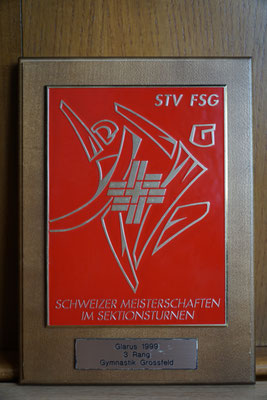 STV FSG
G
SCHWEIZER MEISTERSCHAFTEN
IM SEKTIONSTURNEN
Glarus 1999
3. Rang
Gymnastik Grossfeld